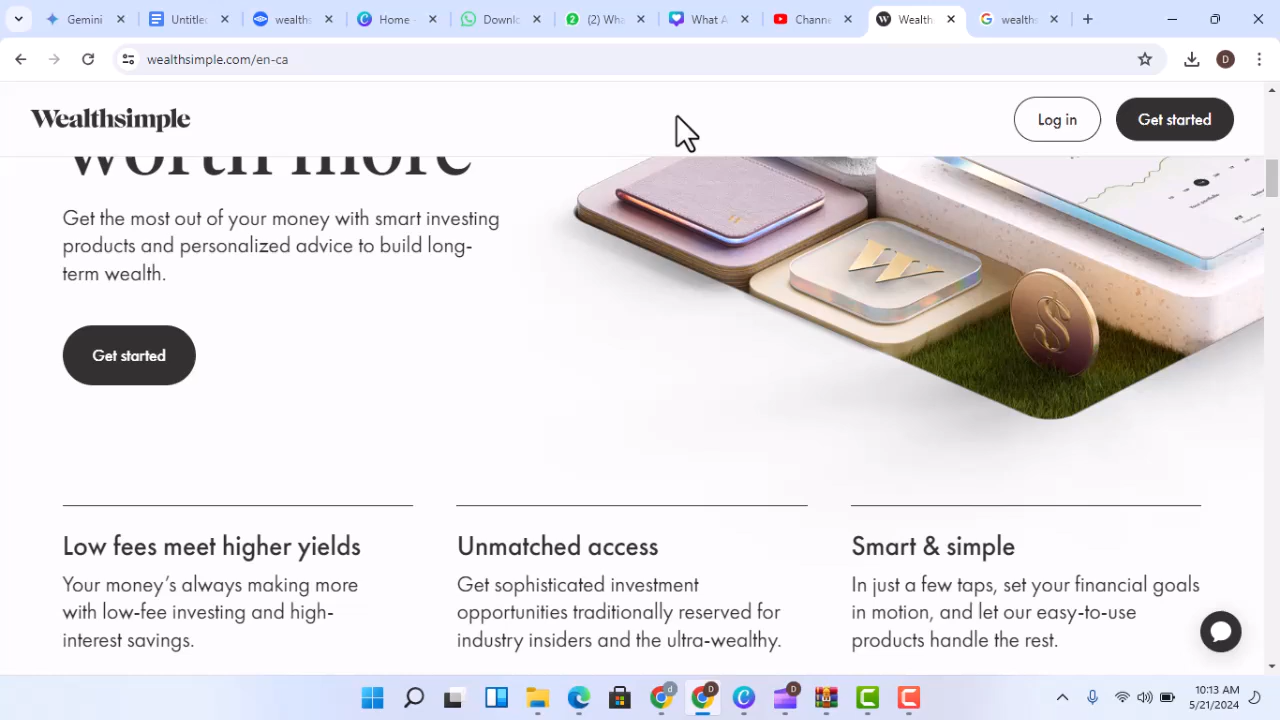 Gemini
Untitled
wealths
Home -
Downlo
(2) Wha
What A
Channe
Wealth
wealths
wealthsimple.com/en-ca
D
Wealthsimple
Log in
Get started
worth more
Get the most out of your money with smart investing
products and personalized advice to build long-
term wealth.
W
S
Get started
Low fees meet higher yields
Your money's always making more
with low-fee investing and high-
interest savings.
Unmatched access
Get sophisticated investment
opportunities traditionally reserved for
industry insiders and the ultra-wealthy.
Smart & simple
In just a few taps, set your financial goals
in motion, and let our easy-to-use
products handle the rest.
10:13 AM
5/21/2024